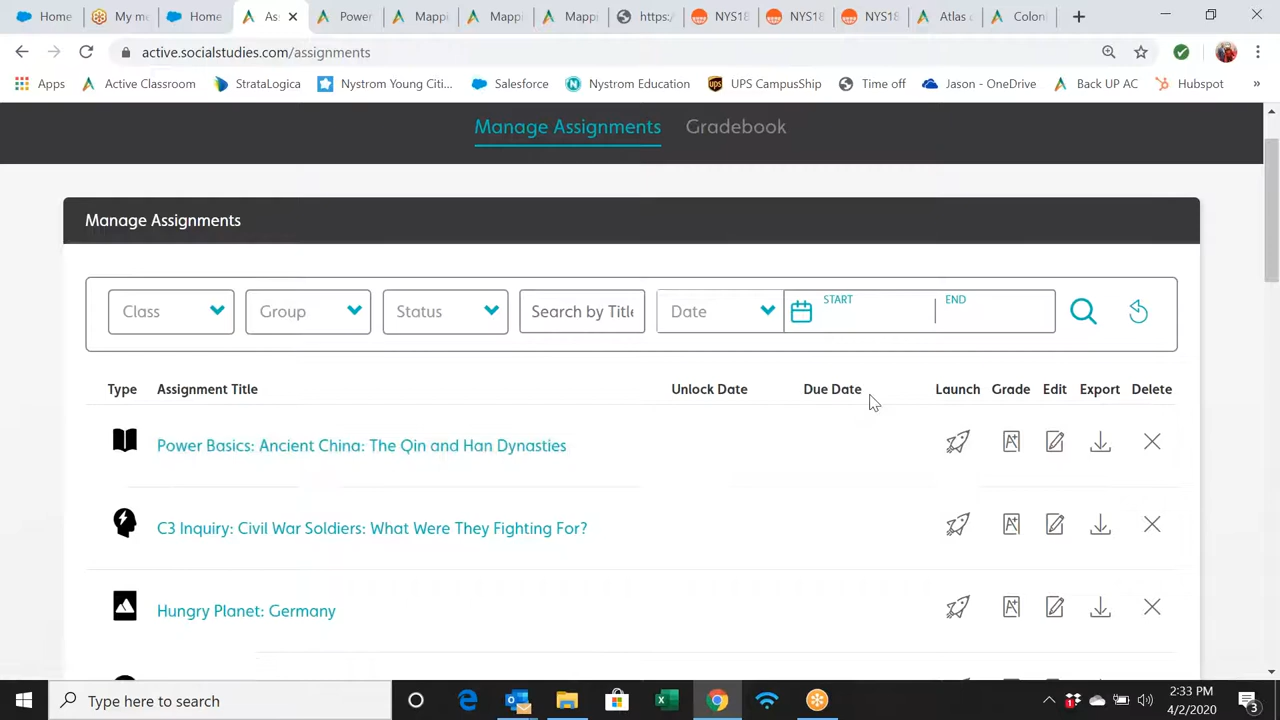 Home
My m
Home
As
Power
Mappi
Mappi
Mappi
https:/
NYS18
NYS18
NYS18
Atlas o
Coloni
active.socialstudies.com/assignments
Apps
Active Classroom
StrataLogica
Nystrom Young Citi...
Salesforce
Nystrom Education
UPS CampusShip
Time off
Jason - OneDrive
Back UP AC
Hubspot
»
Manage Assignments
Gradebook
Manage Assignments
Class
Group
Status
Search by Title
Date
START
END
Type
Assignment Title
Unlock Date
Due Date
Launch
Grade
Edit
Export
Delete
Power Basics: Ancient China: The Qin and Han Dynasties
C3 Inquiry: Civil War Soldiers: What Were They Fighting For?
Hungry Planet: Germany
Type here to search
2:33 PM
4/2/2020
3